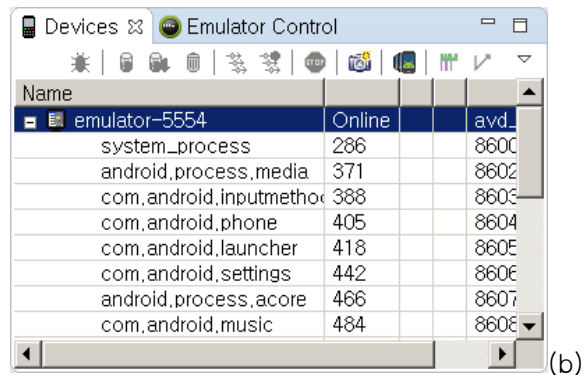 Devices Emulator Control
Name
emulator-5554 Online avd_
system_process 286 8600
android.process.media 371 8602
com.android.inputmetho 388 8603
com.android.phone 405 8604
com.android.launcher 418 8605
com.android.settings 442 8606
android.process.acore 466 8607
com.android.music 484 8608
(b)